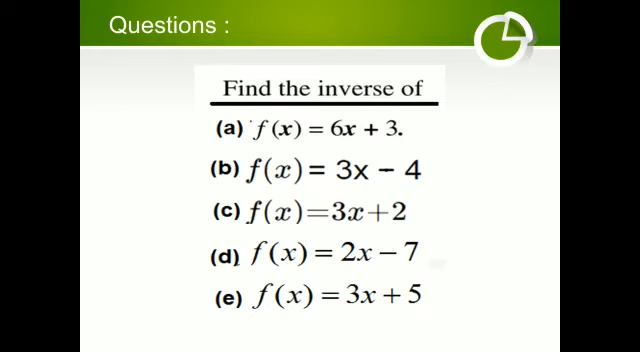 Questions :
Find the inverse of
(a) f(x) = 6x + 3.
(b) f(x) = 3x − 4
(c) f(x)=3x+2
(d) f(x) = 2x − 7
(e) f(x) = 3x + 5